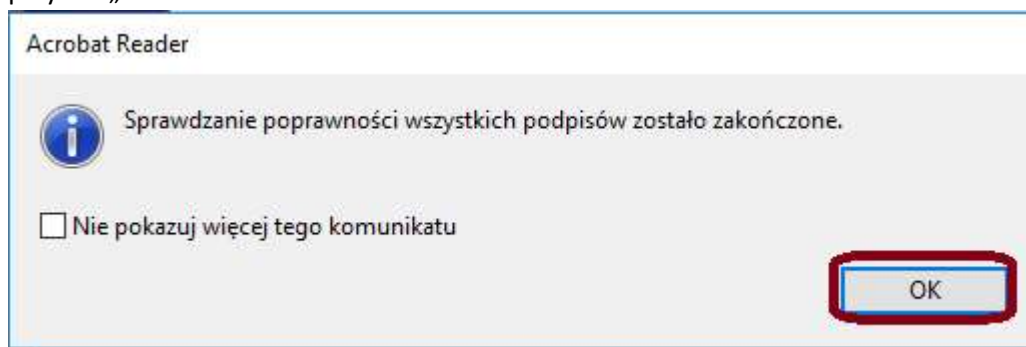 Acrobat Reader
Sprawdzanie poprawności wszystkich podpisów zostało zakończone.
Nie pokazuj więcej tego komunikatu
OK